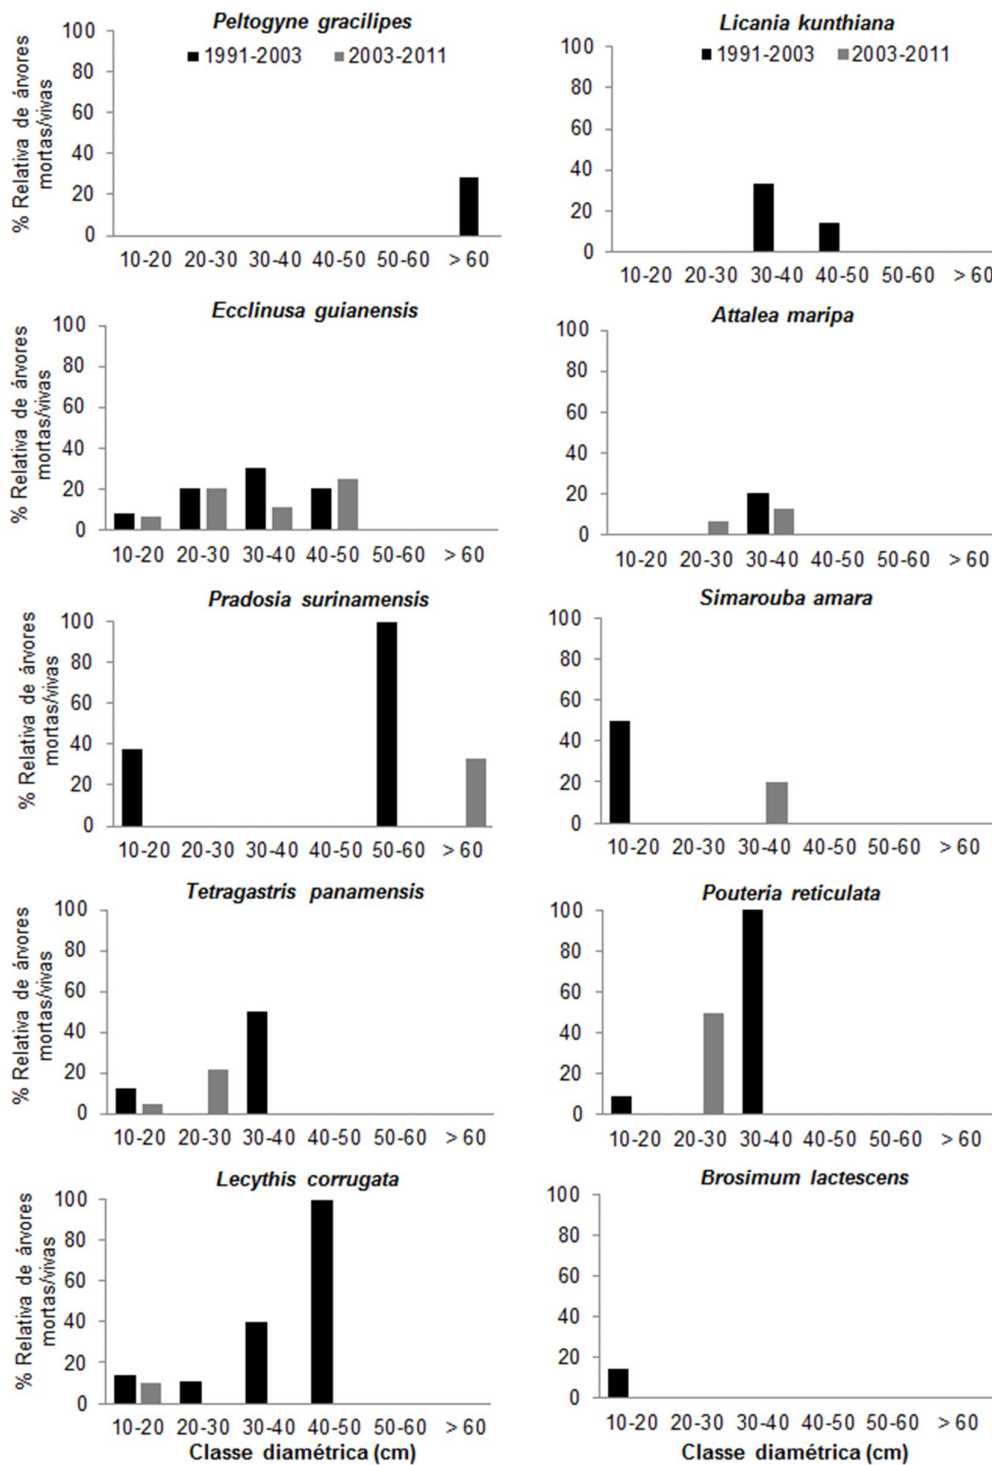 Peltogyne gracilipes
1991-2003 2003-2011
% Relativa de árvores
mortas/vivas
100
80
60
40
20
0
10-20 20-30 30-40 40-50 50-60 > 60
Licania kunthiana
1991-2003 2003-2011
100
80
60
40
20
0
10-20 20-30 30-40 40-50 50-60 > 60
Ecclinusa guianensis
% Relativa de árvores
mortas/vivas
100
80
60
40
20
0
10-20 20-30 30-40 40-50 50-60 > 60
Attalea maripa
100
80
60
40
20
0
10-20 20-30 30-40 40-50 50-60 > 60
Pradosia surinamensis
% Relativa de árvores
mortas/vivas
100
80
60
40
20
0
10-20 20-30 30-40 40-50 50-60 > 60
Simarouba amara
100
80
60
40
20
0
10-20 20-30 30-40 40-50 50-60 > 60
Tetragastris panamensis
% Relativa de árvores
mortas/vivas
100
80
60
40
20
0
10-20 20-30 30-40 40-50 50-60 > 60
Pouteria reticulata
100
80
60
40
20
0
10-20 20-30 30-40 40-50 50-60 > 60
Lecythis corrugata
% Relativa de árvores
mortas/vivas
100
80
60
40
20
0
10-20 20-30 30-40 40-50 50-60 > 60
Classe diamétrica (cm)
Brosimum lactescens
100
80
60
40
20
0
10-20 20-30 30-40 40-50 50-60 > 60
Classe diamétrica (cm)